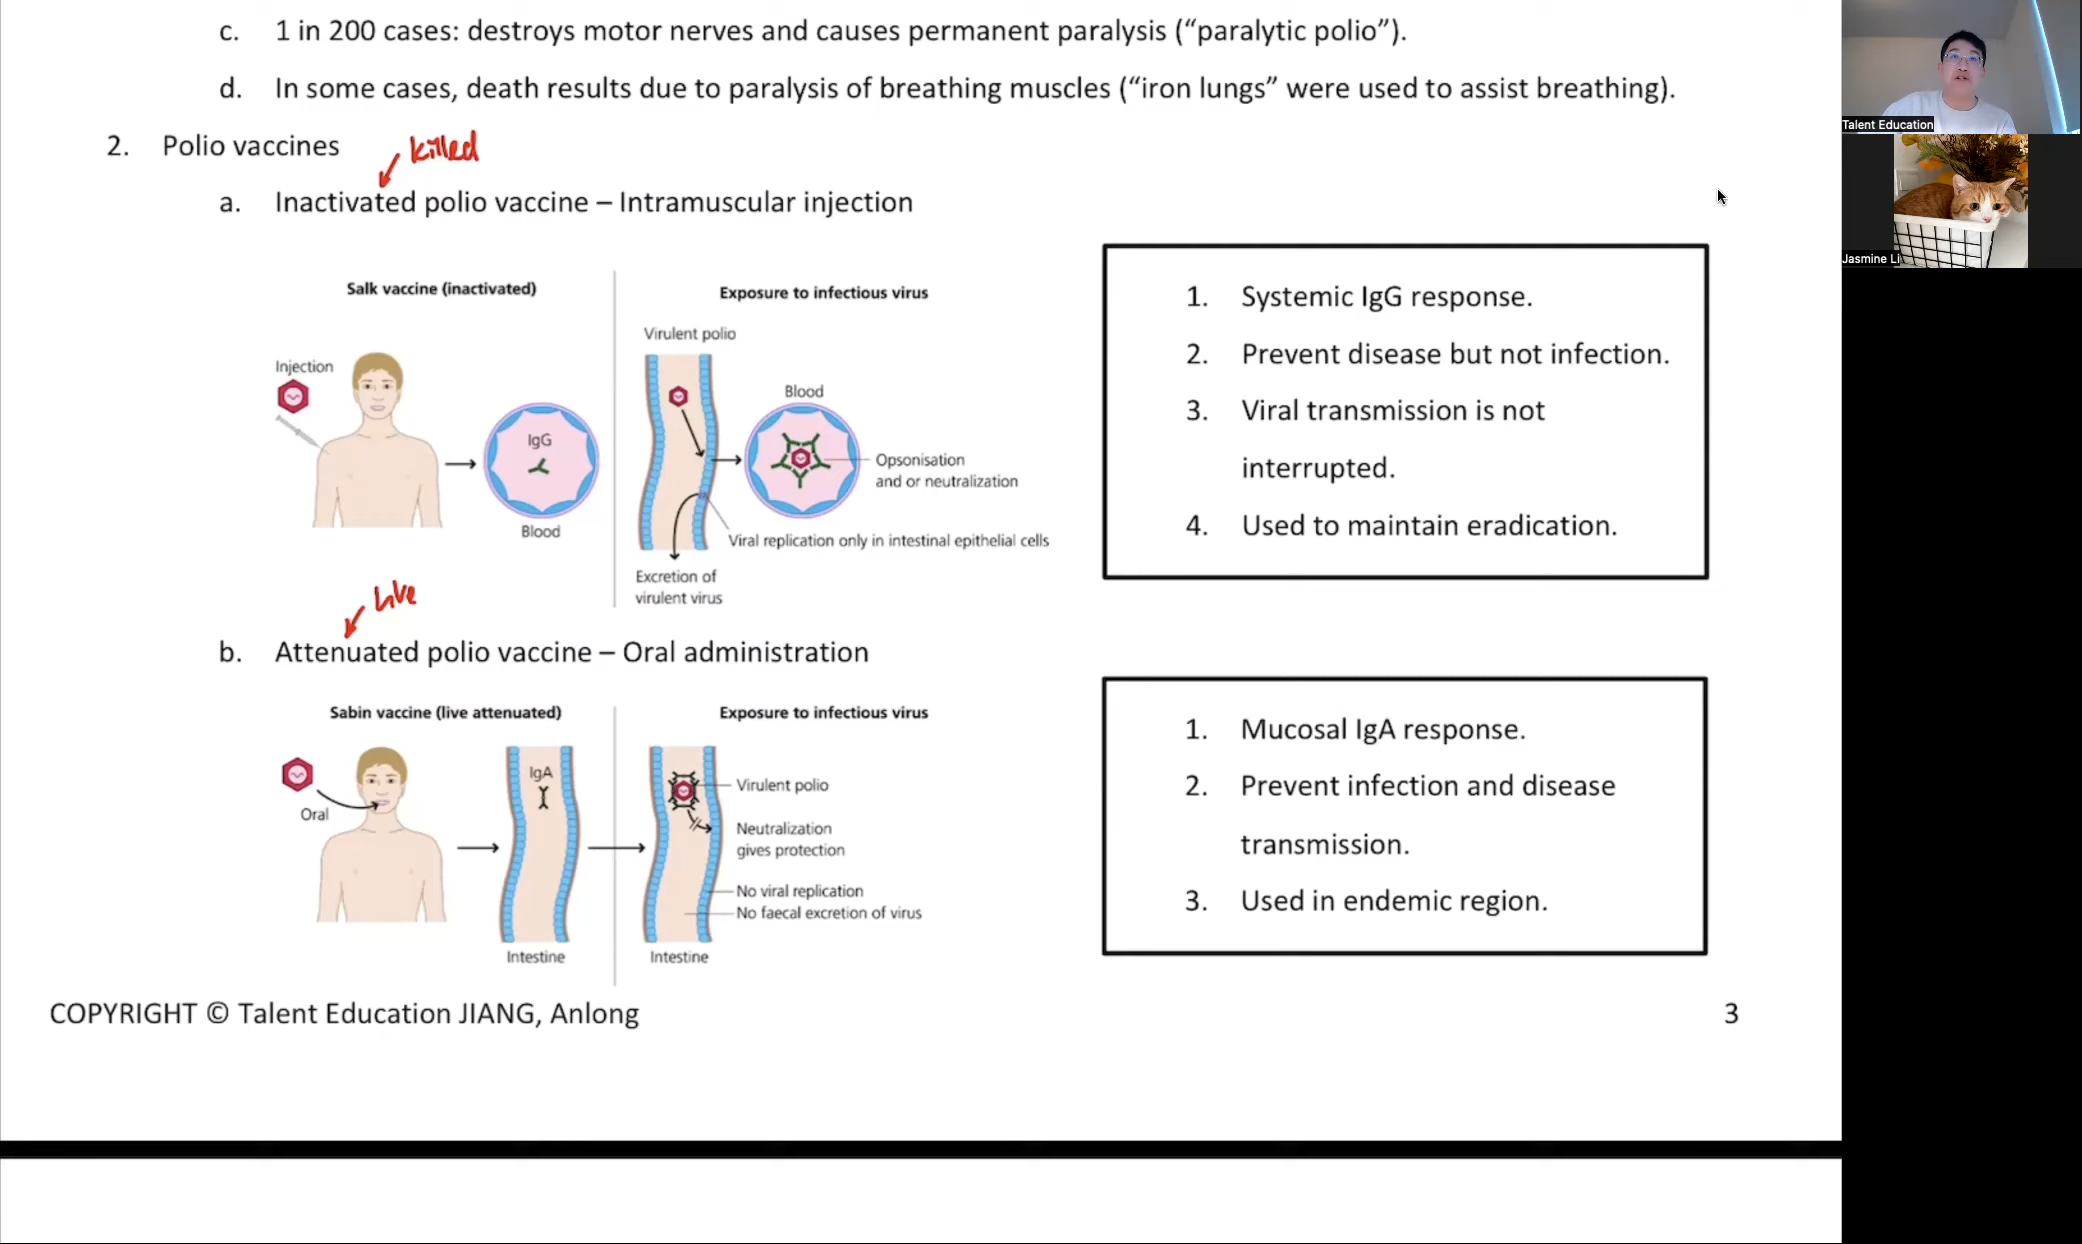 c. 1 in 200 cases: destroys motor nerves and causes permanent paralysis (“paralytic polio”).
d. In some cases, death results due to paralysis of breathing muscles (“iron lungs” were used to assist breathing).
2. Polio vaccines
killed
a. Inactivated polio vaccine – Intramuscular injection
Salk vaccine (inactivated)
Injection
IgG
Blood
Exposure to infectious virus
Virulent polio
Blood
Opsonisation
and or neutralization
Viral replication only in intestinal epithelial cells
Excretion of
virulent virus
1. Systemic IgG response.
2. Prevent disease but not infection.
3. Viral transmission is not
interrupted.
4. Used to maintain eradication.
live
b. Attenuated polio vaccine – Oral administration
Sabin vaccine (live attenuated)
Oral
IgA
Intestine
Exposure to infectious virus
Virulent polio
Neutralization
gives protection
No viral replication
No faecal excretion of virus
Intestine
1. Mucosal IgA response.
2. Prevent infection and disease
transmission.
3. Used in endemic region.
COPYRIGHT © Talent Education JIANG, Anlong
3
Talent Education
Jasmine Li